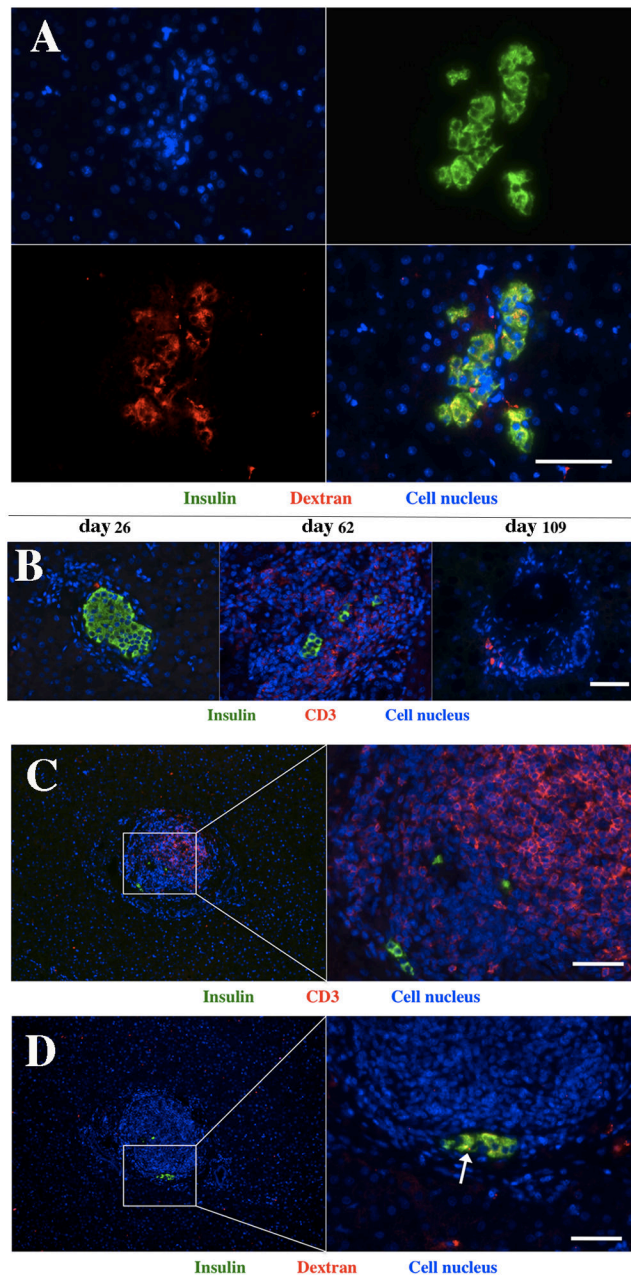 A
Insulin Dextran Cell nucleus
day 26 day 62 day 109
B
Insulin CD3 Cell nucleus
C
Insulin CD3 Cell nucleus
D
Insulin Dextran Cell nucleus